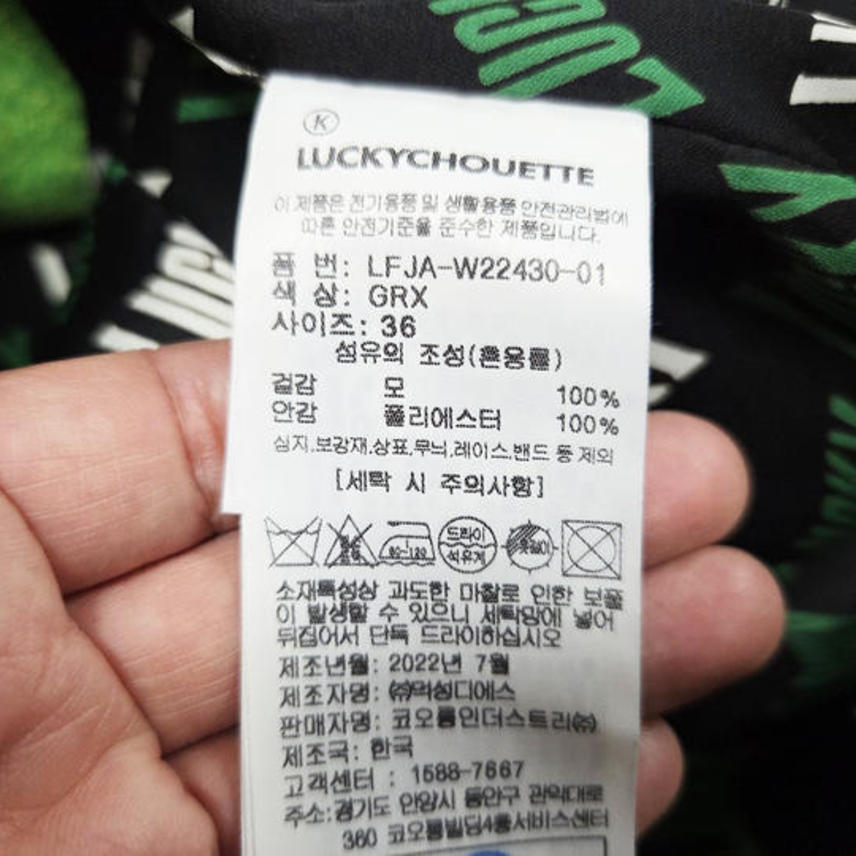 K
LUCKYCHOUETTE
이 제품은 전기용품 및 생활용품 안전관리법에
따른 안전기준을 준수한 제품입니다.
품 번: LFJA-W22430-01
색 상: GRX
사이즈: 36
섬유의 조성(혼용률)
겉감 모 100%
안감 폴리에스터 100%
심지,보강재,상표,무늬,레이스,밴드 등 제외
[세탁 시 주의사항]
80~120 드라이 옷걸이
석유계
소재특성상 과도한 마찰로 인한 보풀
이 발생할 수 있으니 세탁망에 넣어
뒤집어서 단독 드라이하십시오
제조년월: 2022년 7월
제조자명: ㈜덕성디에스
판매자명: 코오롱인더스트리㈜
제조국: 한국
고객센터 : 1588-7667
주소:경기도 안양시 동안구 관악대로
360 코오롱빌딩4층서비스센터